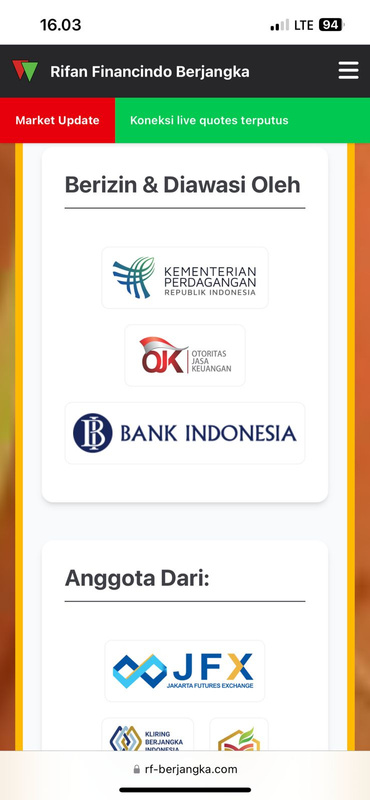 16.03
LTE 94
Rifan Financindo Berjangka
Market Update
Koneksi live quotes terputus
Berizin & Diawasi Oleh
KEMENTERIAN
PERDAGANGAN
REPUBLIK INDONESIA
OJK
OTORITAS
JASA
KEUANGAN
BANK INDONESIA
Anggota Dari:
JFX
JAKARTA FUTURES EXCHANGE
KLIRING
BERJANGKA
INDONESIA
rf-berjangka.com